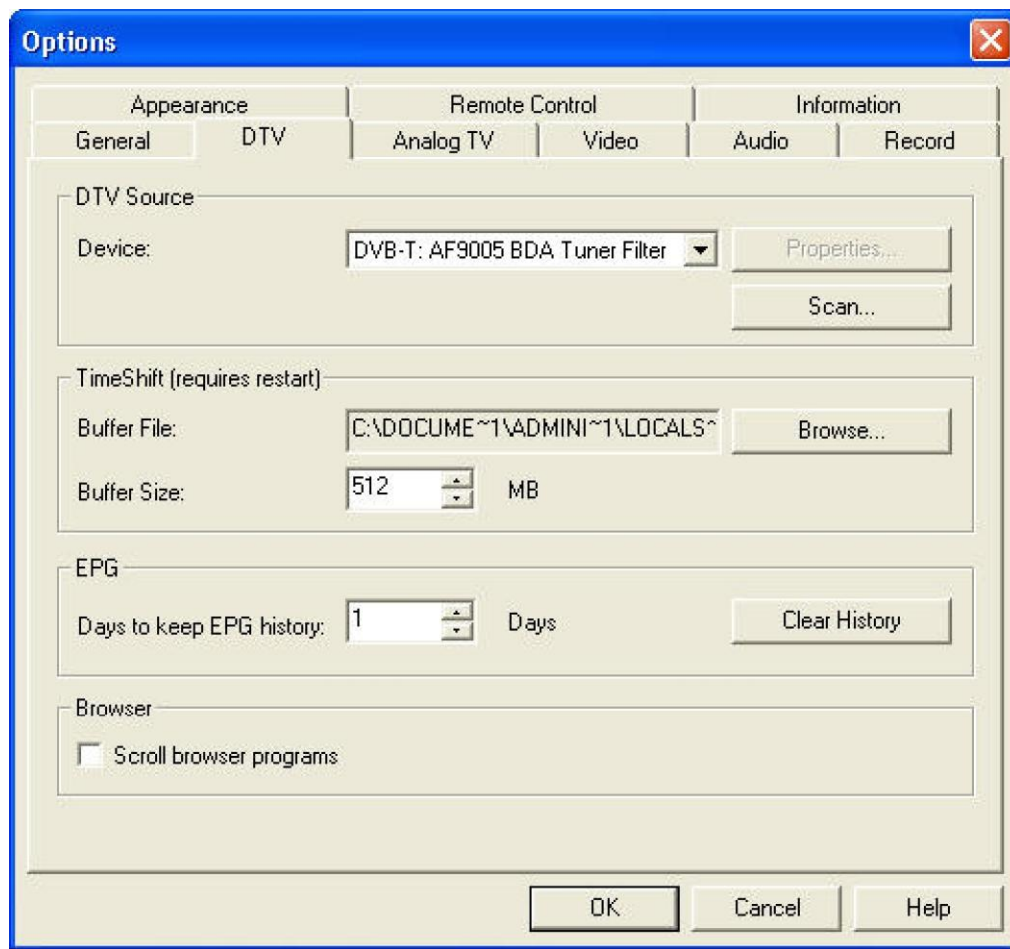 Options
Appearance Remote Control Information
General DTV Analog TV Video Audio Record
DTV Source
Device: DVB-T: AF9005 BDA Tuner Filter Properties...
Scan...
TimeShift (requires restart)
Buffer File: C:\DOCUME~1\ADMINI~1\LOCALS~ Browse...
Buffer Size: 512 MB
EPG
Days to keep EPG history: 1 Days Clear History
Browser
Scroll browser programs
OK Cancel Help